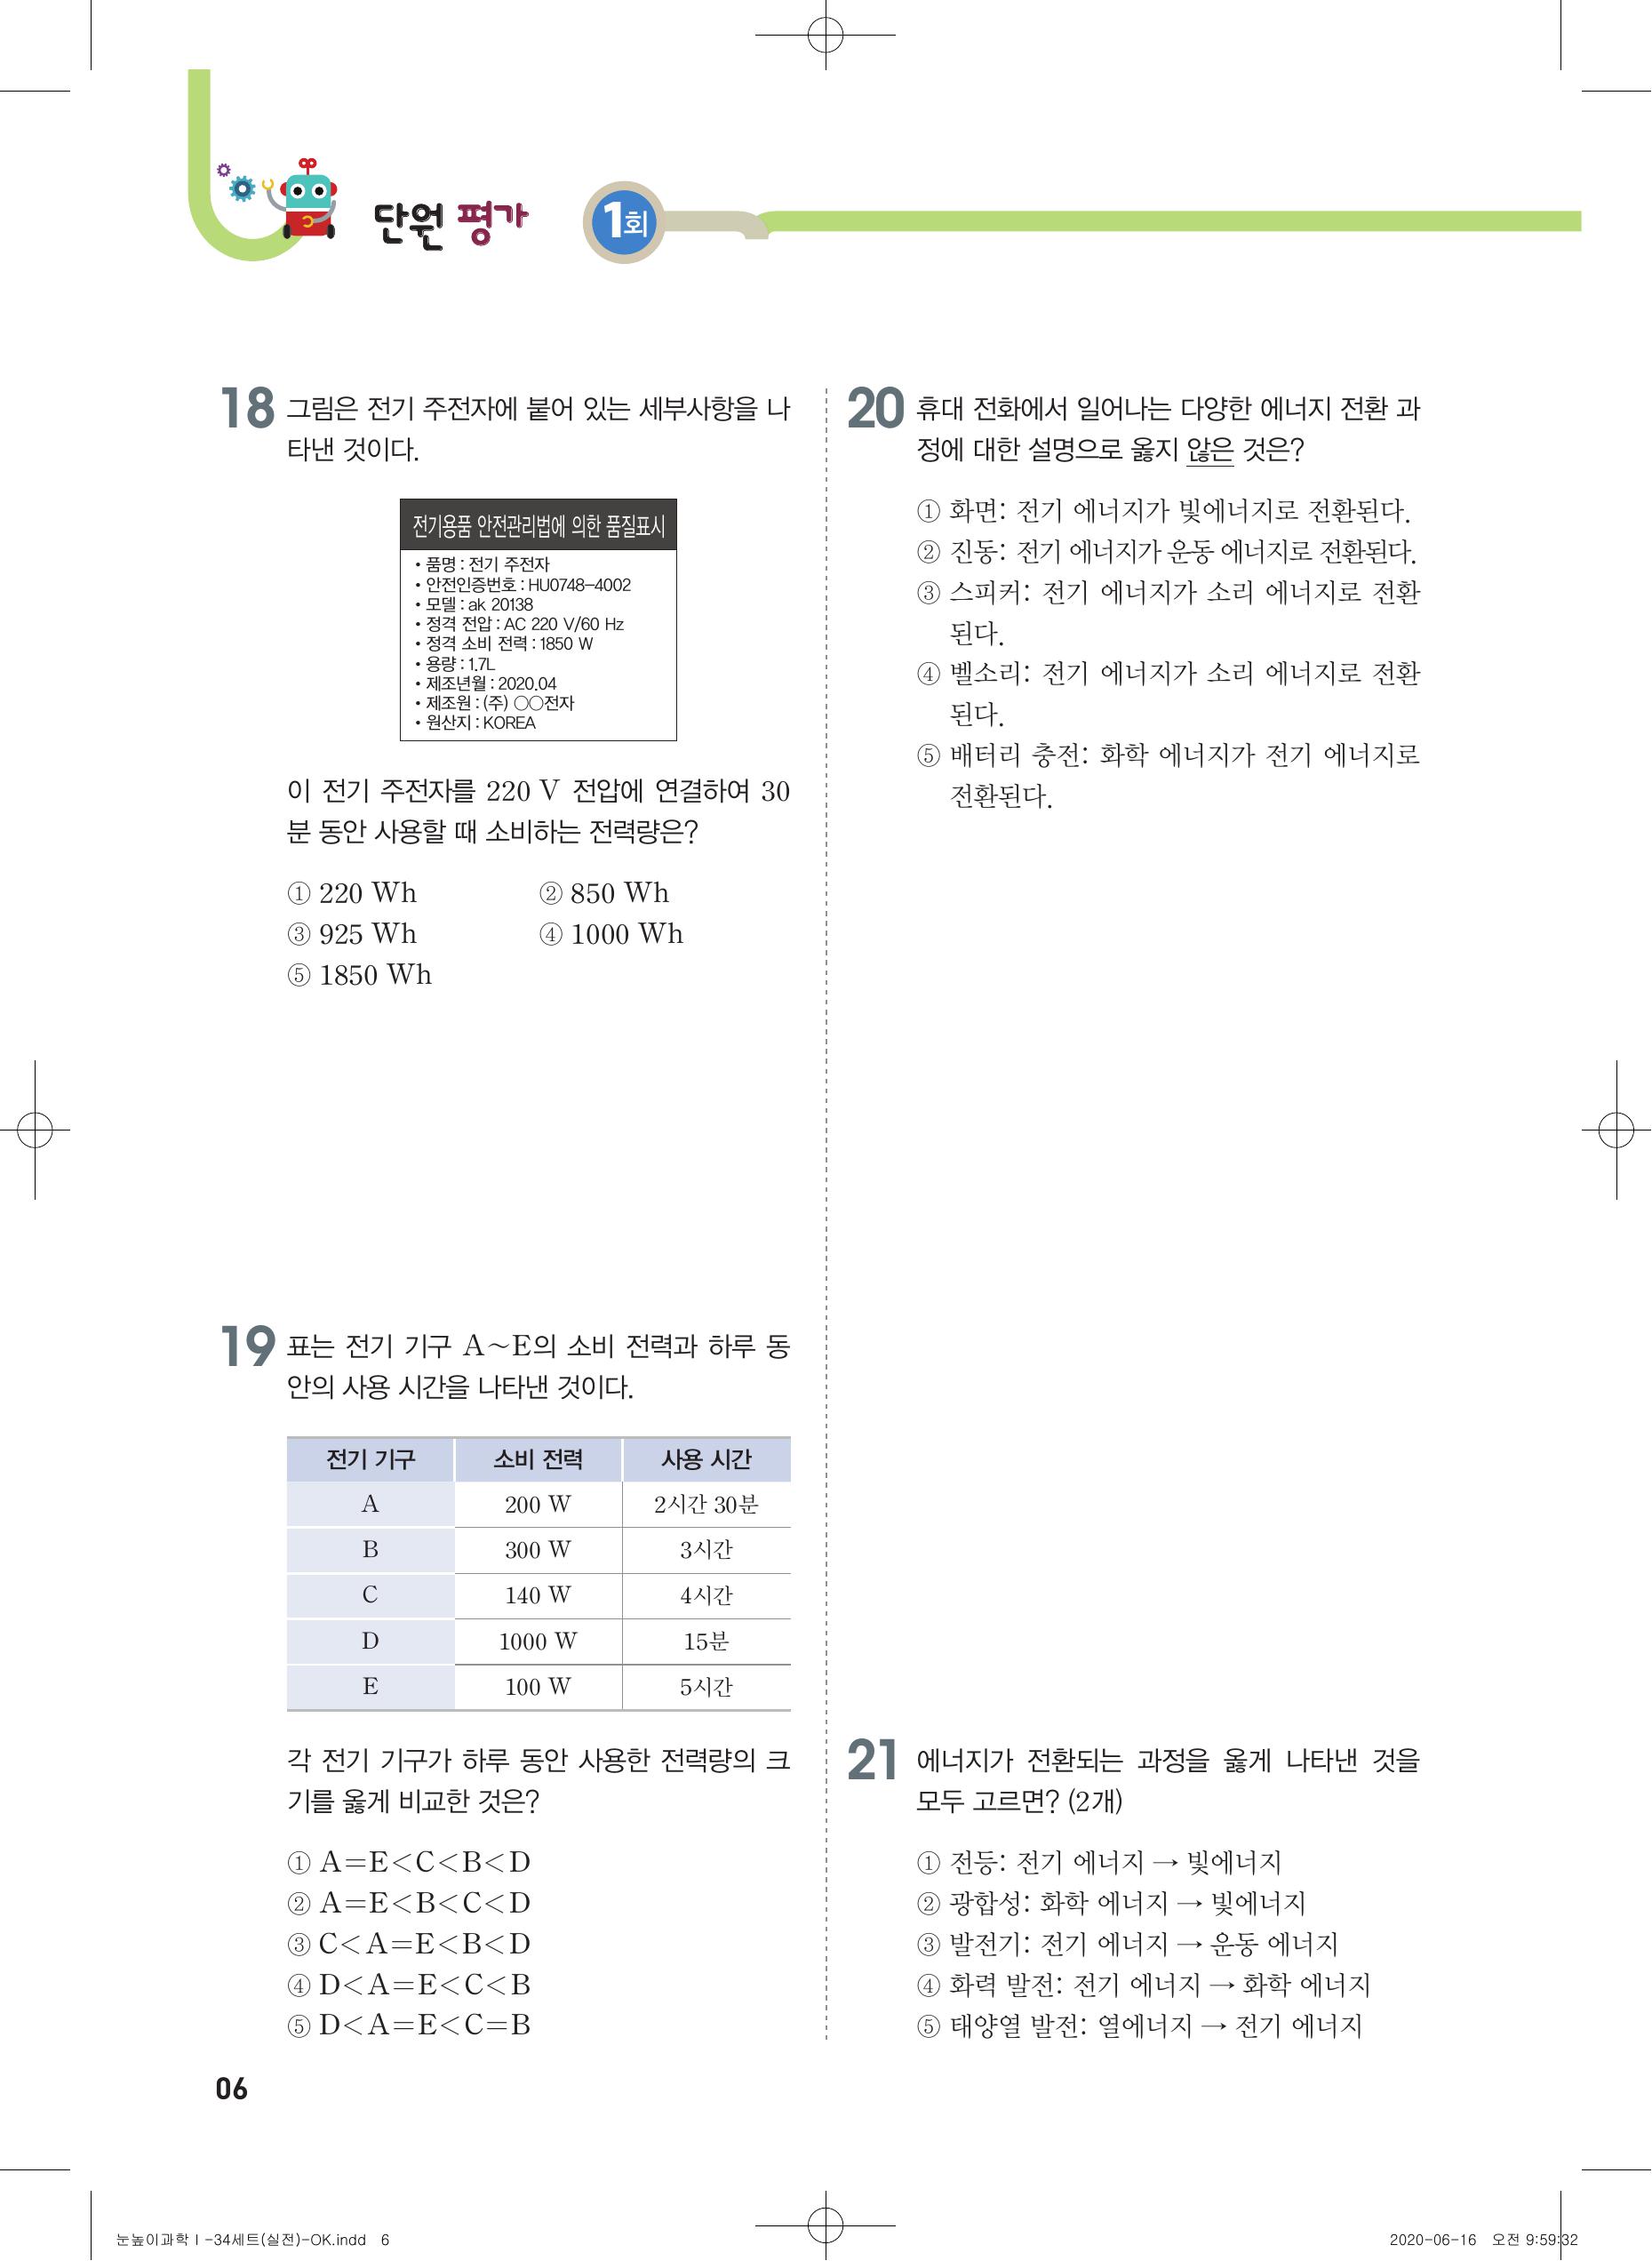 단원 평가 1회
18 그림은 전기 주전자에 붙어 있는 세부사항을 나
타낸 것이다.
전기용품 안전관리법에 의한 품질표시
• 품명 : 전기 주전자
• 안전인증번호 : HU0748-4002
• 모델 : ak 20138
• 정격 전압 : AC 220 V/60 Hz
• 정격 소비 전력 : 1850 W
• 용량 : 1.7L
• 제조년월 : 2020.04
• 제조원 : (주) ○○전자
• 원산지 : KOREA
이 전기 주전자를 220 V 전압에 연결하여 30
분 동안 사용할 때 소비하는 전력량은?
① 220 Wh ② 850 Wh
③ 925 Wh ④ 1000 Wh
⑤ 1850 Wh
19 표는 전기 기구 A~E의 소비 전력과 하루 동
안의 사용 시간을 나타낸 것이다.
전기 기구 소비 전력 사용 시간
A 200 W 2시간 30분
B 300 W 3시간
C 140 W 4시간
D 1000 W 15분
E 100 W 5시간
각 전기 기구가 하루 동안 사용한 전력량의 크
기를 옳게 비교한 것은?
① A=E<C<B<D
② A=E<B<C<D
③ C<A=E<B<D
④ D<A=E<C<B
⑤ D<A=E<C=B
20 휴대 전화에서 일어나는 다양한 에너지 전환 과
정에 대한 설명으로 옳지 않은 것은?
① 화면: 전기 에너지가 빛에너지로 전환된다.
② 진동: 전기 에너지가 운동 에너지로 전환된다.
③ 스피커: 전기 에너지가 소리 에너지로 전환
된다.
④ 벨소리: 전기 에너지가 소리 에너지로 전환
된다.
⑤ 배터리 충전: 화학 에너지가 전기 에너지로
전환된다.
21 에너지가 전환되는 과정을 옳게 나타낸 것을
모두 고르면? (2개)
① 전등: 전기 에너지 → 빛에너지
② 광합성: 화학 에너지 → 빛에너지
③ 발전기: 전기 에너지 → 운동 에너지
④ 화력 발전: 전기 에너지 → 화학 에너지
⑤ 태양열 발전: 열에너지 → 전기 에너지
06
눈높이과학Ⅰ-34세트(실전)-OK.indd 6
2020-06-16 오전 9:59:32